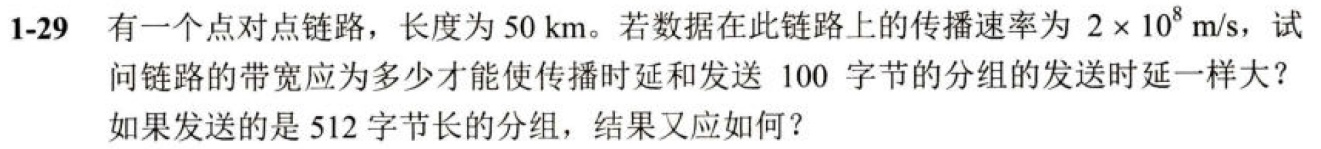 1-29 有一个点对点链路，长度为 50 km。若数据在此链路上的传播速率为 2 × 10⁸ m/s，试
问链路的带宽应为多少才能使传播时延和发送 100 字节的分组的发送时延一样大？
如果发送的是 512 字节长的分组，结果又应如何？